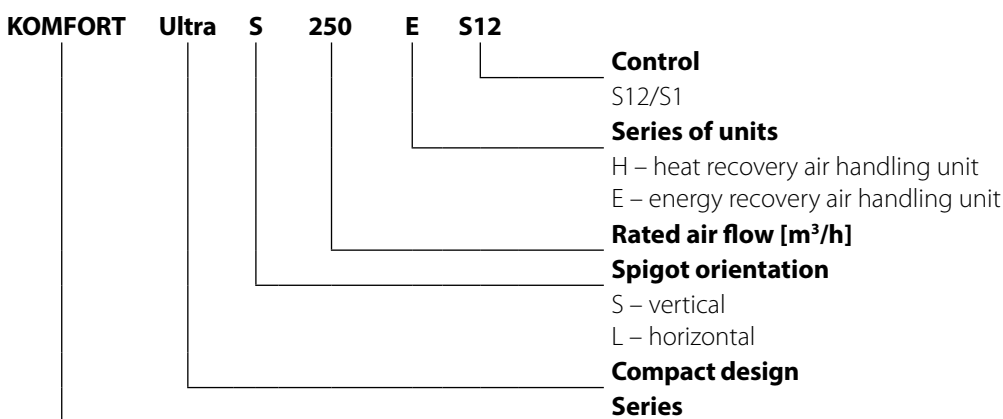 KOMFORT Ultra S 250 E S12
Control
S12/S1
Series of units
H – heat recovery air handling unit
E – energy recovery air handling unit
Rated air flow [m³/h]
Spigot orientation
S – vertical
L – horizontal
Compact design
Series